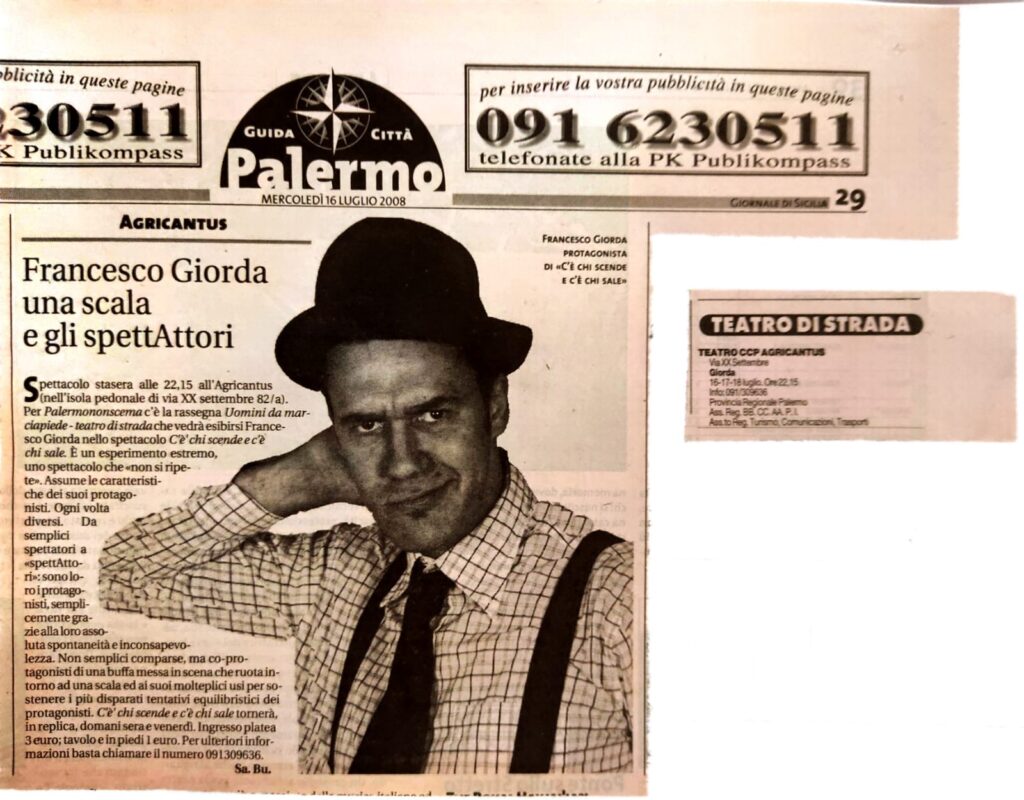 pubblicità in queste pagine
230511
K Publikompass
GUIDA CITTÀ
Palermo
MERCOLEDÌ 16 LUGLIO 2008
per inserire la vostra pubblicità in queste pagine
091 6230511
telefonate alla PK Publikompass
GIORNALE DI SICILIA 29
AGRICANTUS
Francesco Giorda
una scala
e gli spettAttori
FRANCESCO GIORDA
PROTAGONISTA
DI «C'È CHI SCENDE
E C'È CHI SALE»
Spettacolo stasera alle 22,15 all'Agricantus
(nell'isola pedonale di via XX settembre 82/a).
Per Palermononscema c'è la rassegna Uomini da mar-
ciapiede - teatro di strada che vedrà esibirsi France-
sco Giorda nello spettacolo C'è' chi scende e c'è
chi sale. È un esperimento estremo,
uno spettacolo che «non si ripe-
te». Assume le caratteristi-
che dei suoi protago-
nisti. Ogni volta
diversi. Da
semplici
spettatori a
«spettAtto-
ri»: sono lo-
ro i protago-
nisti, sempli-
cemente gra-
zie alla loro asso-
luta spontaneità e inconsapevo-
lezza. Non semplici comparse, ma co-pro-
tagonisti di una buffa messa in scena che ruota in-
torno ad una scala ed ai suoi molteplici usi per so-
stenere i più disparati tentativi equilibristici dei
protagonisti. C'è' chi scende e c'è chi sale tornerà,
in replica, domani sera e venerdì. Ingresso platea
3 euro; tavolo e in piedi 1 euro. Per ulteriori infor-
mazioni basta chiamare il numero 091309636.
Sa. Bu.
TEATRO DI STRADA
TEATRO CCP AGRICANTUS
Via XX Settembre
Giorda
16-17-18 luglio. Ore 22,15
Info: 091/309636
Provincia Regionale Palermo
Ass. Reg. BB. CC. AA. P. I.
Ass.to Reg. Turismo, Comunicazioni, Trasporti